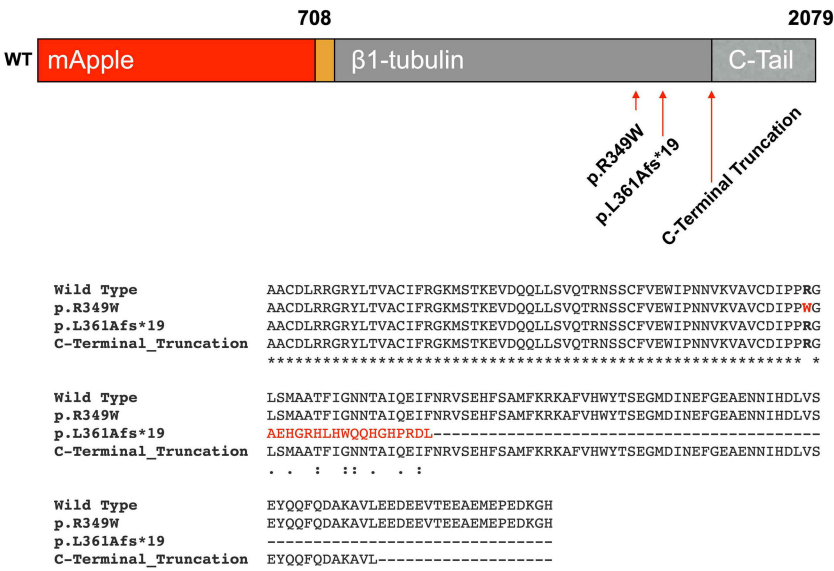 708 2079
WT mApple β1-tubulin C-Tail
p.R349W
p.L361Afs*19
C-Terminal Truncation
Wild Type AACDLRRGRYLTVACIFRGKMSTKEVDQQLLSVQTRNSSCFVEWIPNNVKVAVCDIPPRG
p.R349W AACDLRRGRYLTVACIFRGKMSTKEVDQQLLSVQTRNSSCFVEWIPNNVKVAVCDIPPWG
p.L361Afs*19 AACDLRRGRYLTVACIFRGKMSTKEVDQQLLSVQTRNSSCFVEWIPNNVKVAVCDIPPRG
C-Terminal_Truncation AACDLRRGRYLTVACIFRGKMSTKEVDQQLLSVQTRNSSCFVEWIPNNVKVAVCDIPPRG
********************************************************** *
Wild Type LSMAATFIGNNTAIQEIFNRVSEHFSAMFKRKAFVHWYTSEGMDINEFGEAENNIHDLVS
p.R349W LSMAATFIGNNTAIQEIFNRVSEHFSAMFKRKAFVHWYTSEGMDINEFGEAENNIHDLVS
p.L361Afs*19 AEHGRHLHWQQHGHPRDL------------------------------------------
C-Terminal_Truncation LSMAATFIGNNTAIQEIFNRVSEHFSAMFKRKAFVHWYTSEGMDINEFGEAENNIHDLVS
. .  :  :: .  . :
Wild Type EYQQFQDAKAVLEEDEEVTEEAEMEPEDKGH
p.R349W EYQQFQDAKAVLEEDEEVTEEAEMEPEDKGH
p.L361Afs*19 -------------------------------
C-Terminal_Truncation EYQQFQDAKAVL-------------------